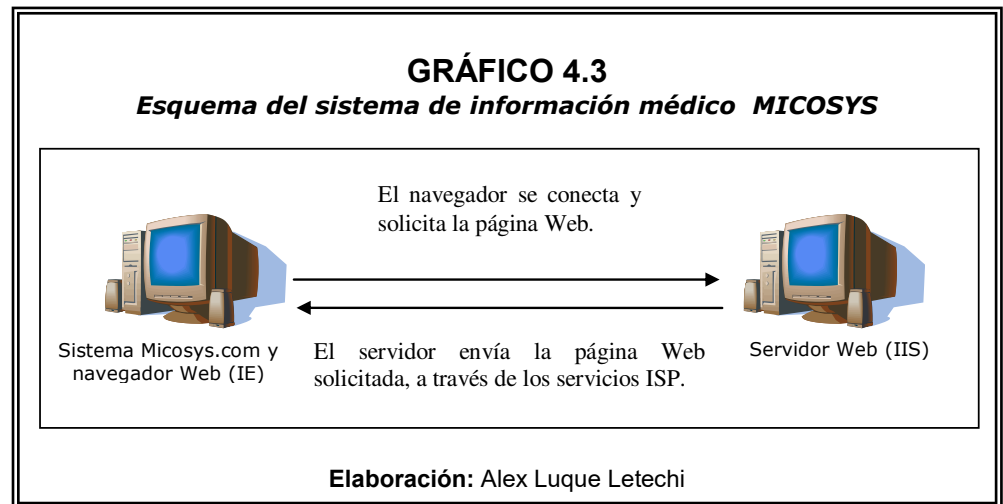 GRÁFICO 4.3
Esquema del sistema de información médico MICOSYS
El navegador se conecta y
solicita la página Web.
Sistema Micosys.com y
navegador Web (IE)
El servidor envía la página Web
solicitada, a través de los servicios ISP.
Servidor Web (IIS)
Elaboración: Alex Luque Letechi